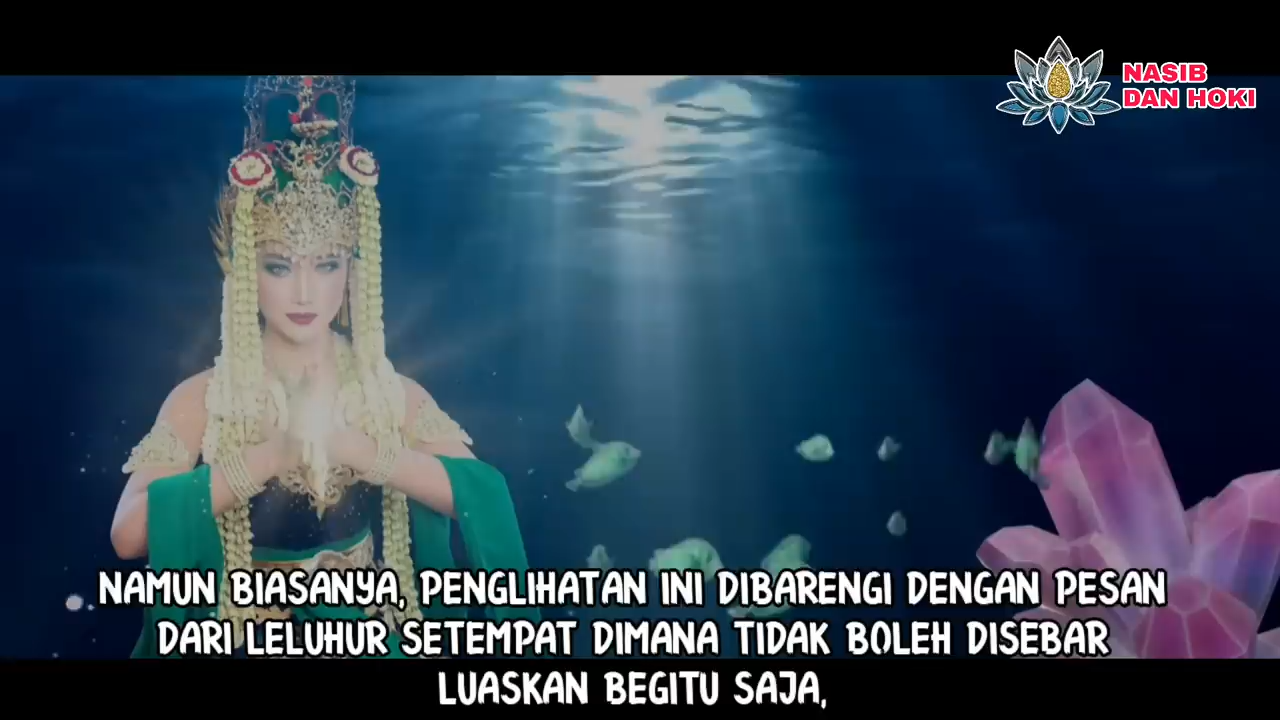 NASIB
DAN HOKI
NAMUN BIASANYA, PENGLIHATAN INI DIBARENGI DENGAN PESAN
DARI LELUHUR SETEMPAT DIMANA TIDAK BOLEH DISEBAR
LUASKAN BEGITU SAJA,